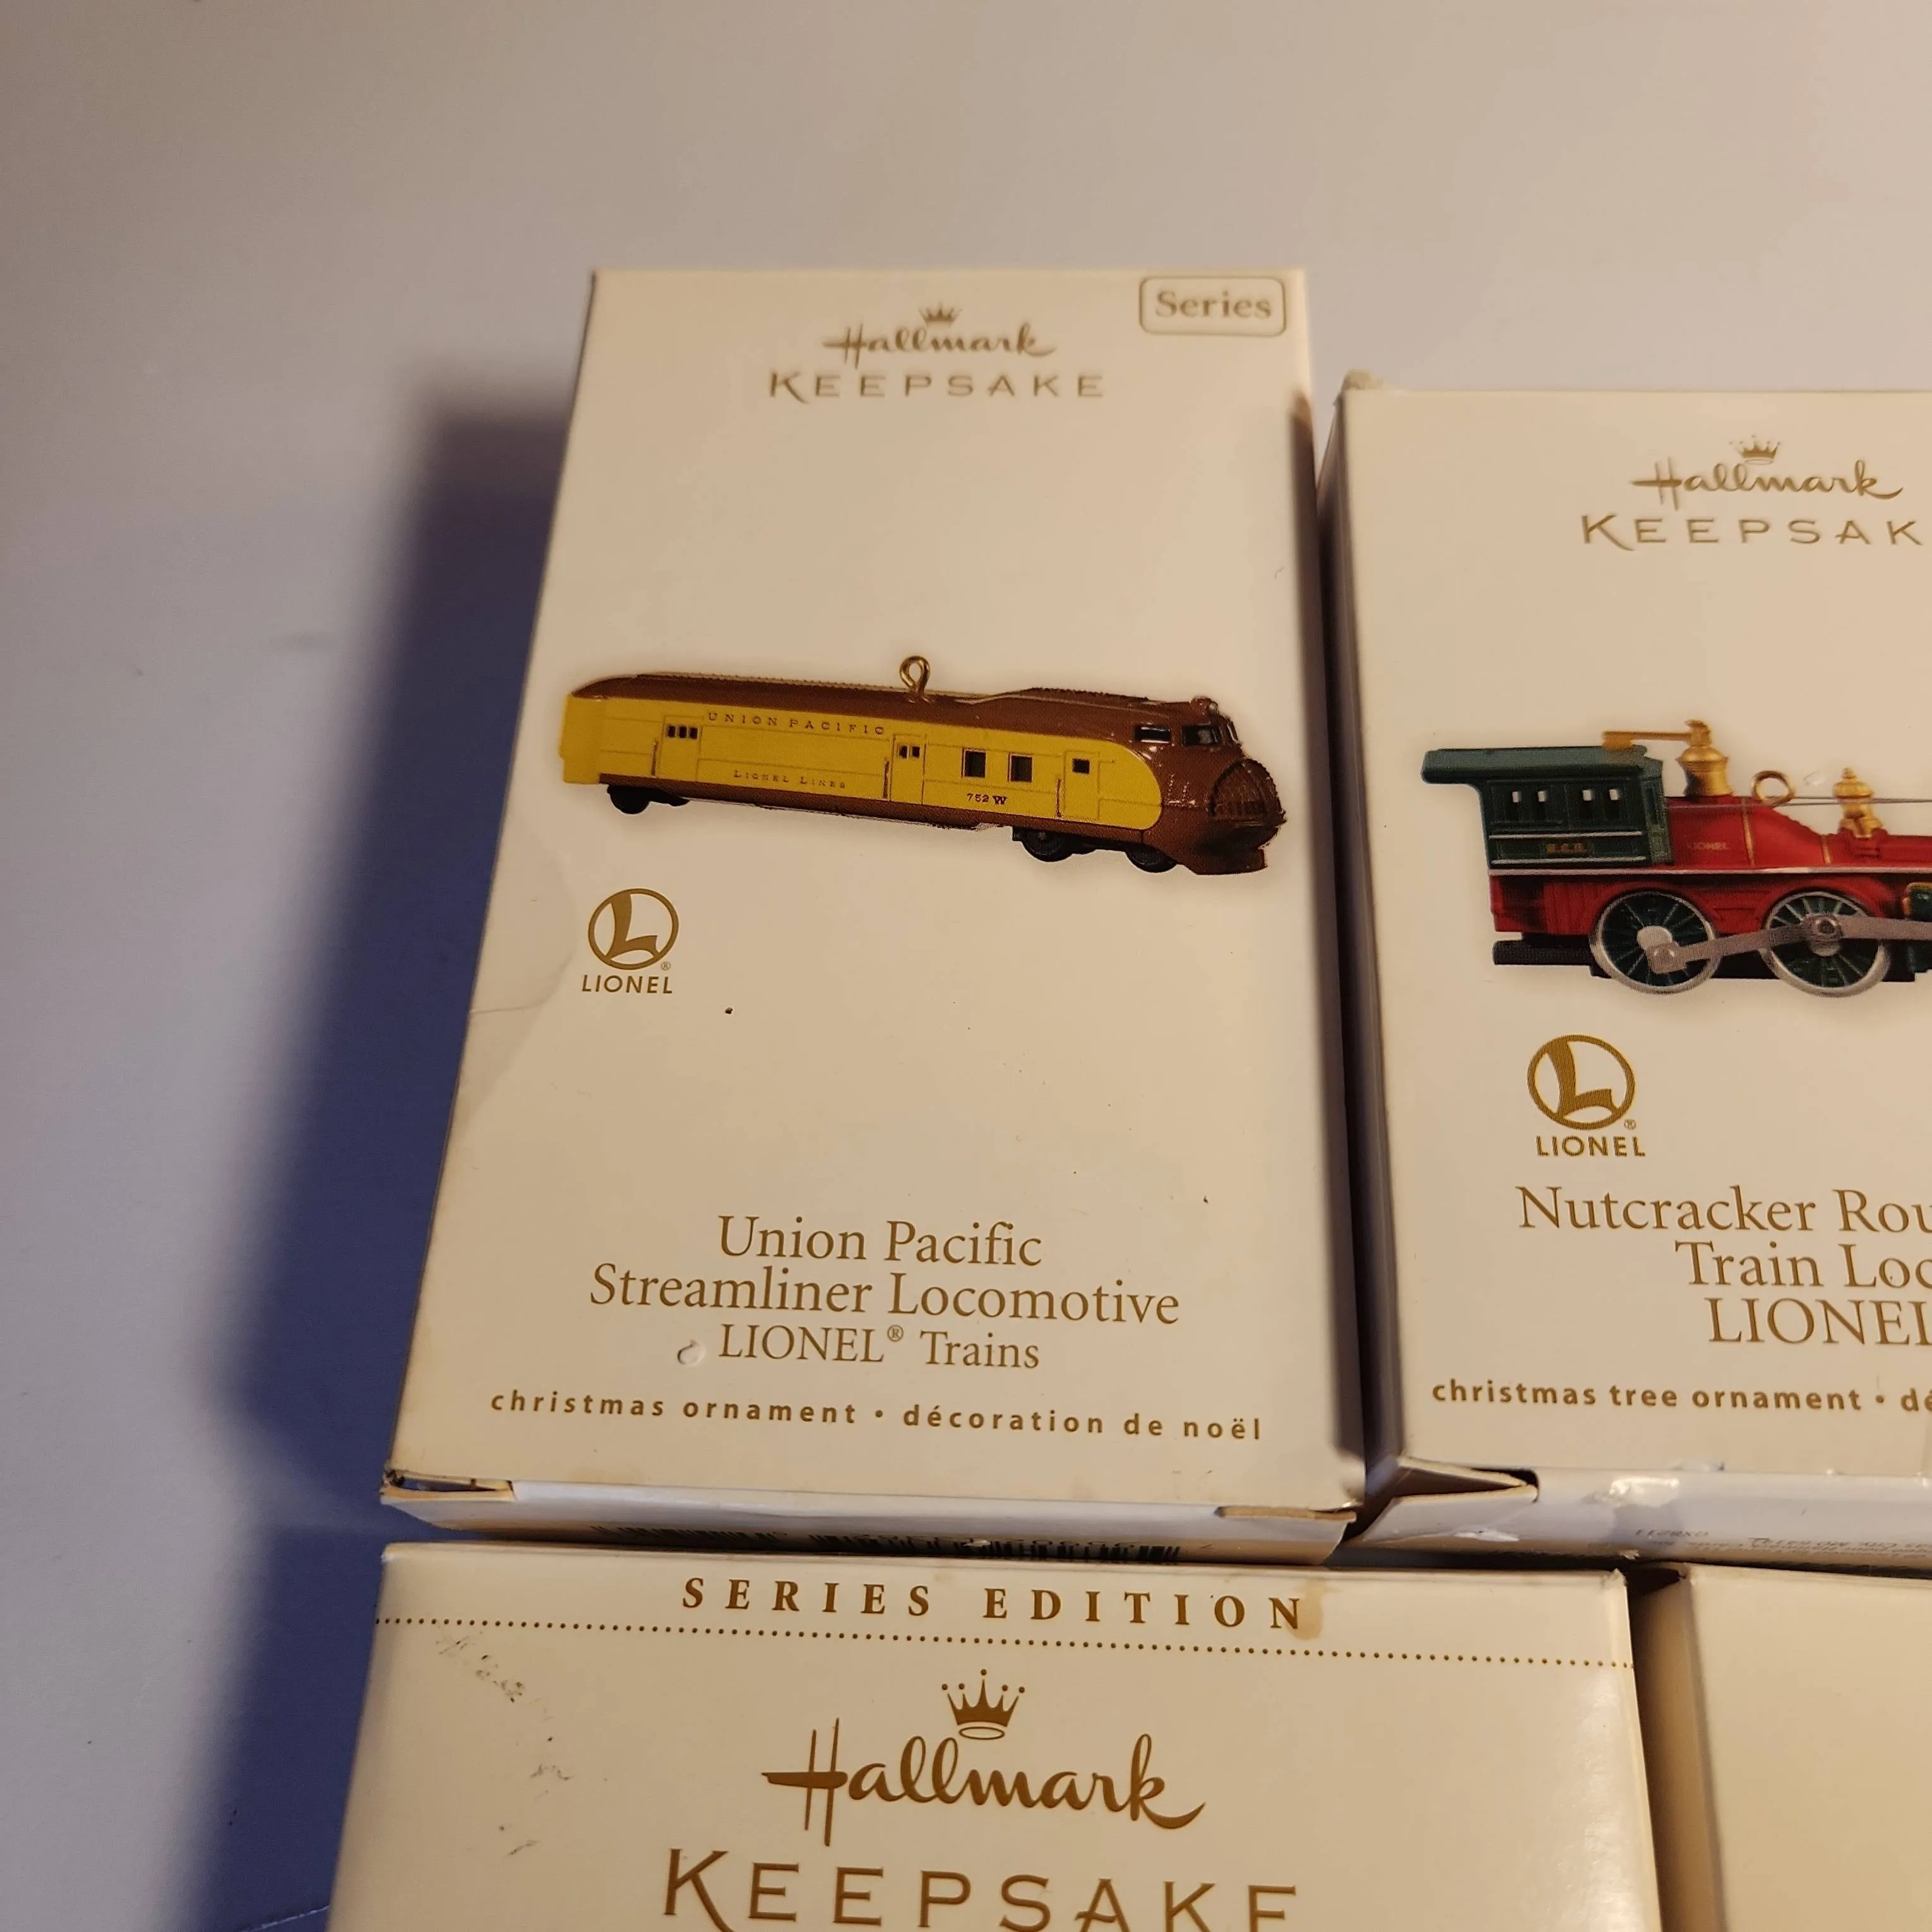 Series
Hallmark
KEEPSAKE
UNION PACIFIC
LIONEL LINES
752W
LIONEL®
Union Pacific
Streamliner Locomotive
LIONEL® Trains
christmas ornament • décoration de noël
Hallmark
KEEPSAK
LIONEL
LIONEL®
Nutcracker Rou
Train Loc
LIONEL
christmas tree ornament • dé
SERIES EDITION
Hallmark
KEEPSAKE